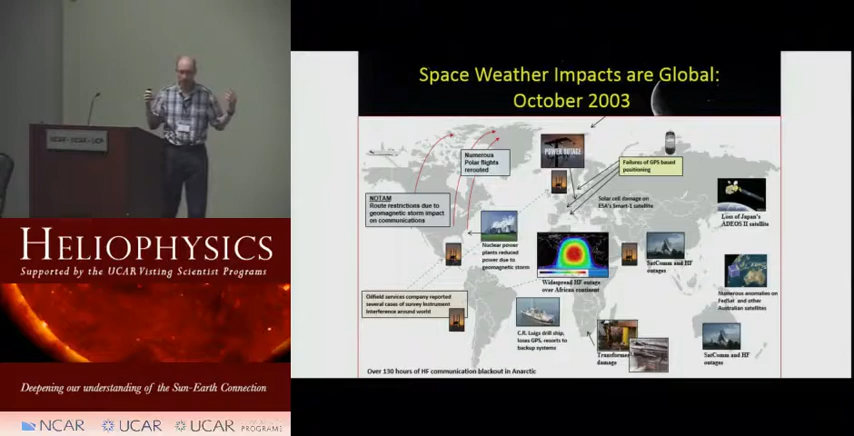 Space Weather Impacts are Global:
October 2003
Numerous
Polar flights
rerouted
POWER OUTAGE
Failures of GPS based
positioning
NOTAM
Route restrictions due to
geomagnetic storm impact
on communications
Solar cell damage on
ESA's Smart-1 satellite
Loss of Japan's
ADEOS II satellite
Nuclear power
plants reduced
power due to
geomagnetic storm
SatComm and HF
outages
Widespread HF outage
over African continent
Oilfield services company reported
several cases of survey instrument
interference around world
Numerous anomalies on
FedSat and other
Australian satellites
C.R. Luigs drill ship,
loses GPS, resorts to
backup systems
Transformer
damage
SatComm and HF
outages
Over 130 hours of HF communication blackout in Anarctic
HELIOPHYSICS
Supported by the UCAR Visting Scientist Programs
Deepening our understanding of the Sun-Earth Connection
NCAR UCAR UCAR PROGRAMS